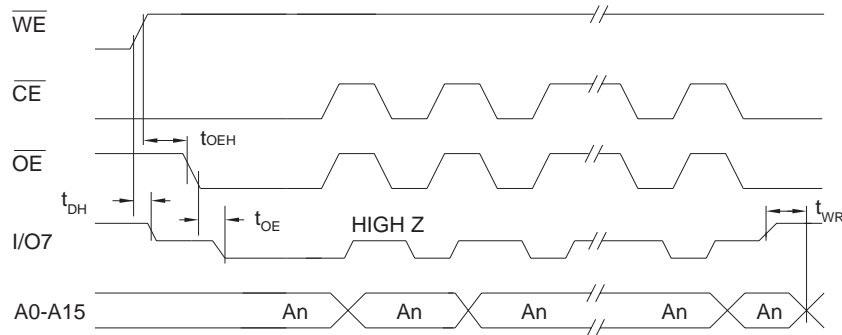 WE
CE
tOEH
OE
tDH
tOE
HIGH Z
tWR
I/O7
A0-A15 An An An An An